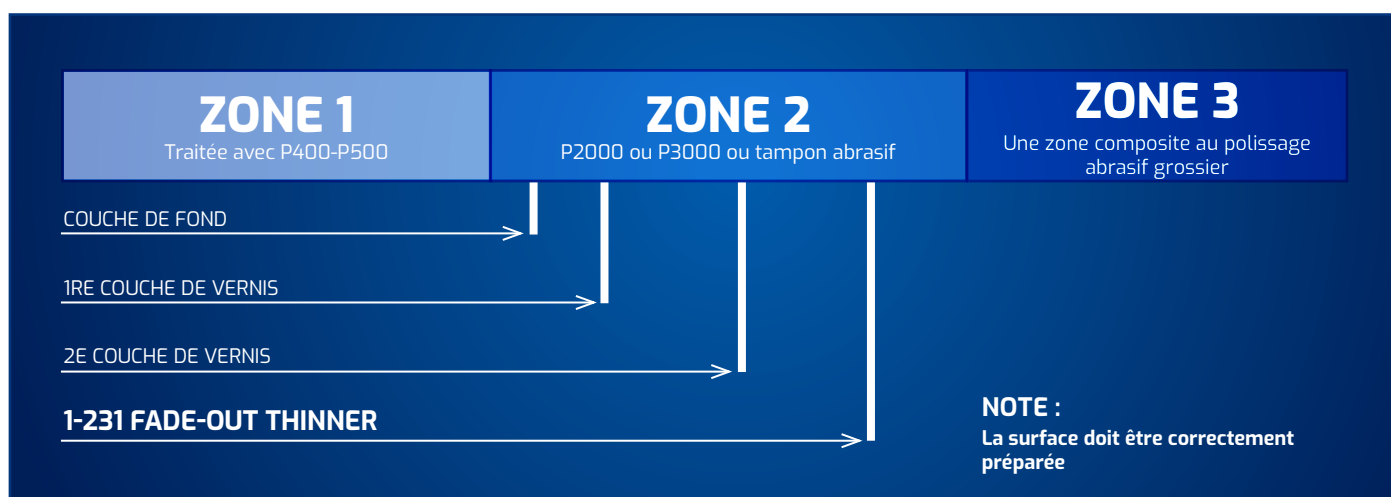 ZONE 1
Traitée avec P400-P500
ZONE 2
P2000 ou P3000 ou tampon abrasif
ZONE 3
Une zone composite au polissage
abrasif grossier
COUCHE DE FOND
1RE COUCHE DE VERNIS
2E COUCHE DE VERNIS
1-231 FADE-OUT THINNER
NOTE :
La surface doit être correctement
préparée